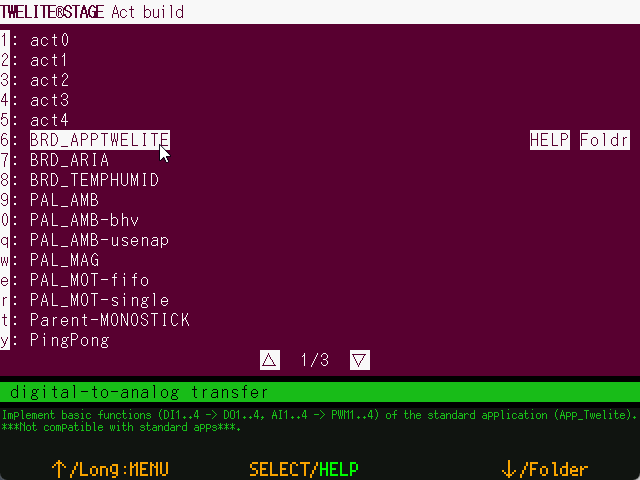 TWELITE®STAGE Act build
1: act0
2: act1
3: act2
4: act3
5: act4
6: BRD_APPTWELITE HELP Foldr
7: BRD_ARIA
8: BRD_TEMPHUMID
9: PAL_AMB
0: PAL_AMB-bhv
q: PAL_AMB-usenap
w: PAL_MAG
e: PAL_MOT-fifo
r: PAL_MOT-single
t: Parent-MONOSTICK
y: PingPong
△ 1/3 ▽
digital-to-analog transfer
Implement basic functions (DI1..4 -> DO1..4, AI1..4 -> PWM1..4) of the standard application (App_Twelite).
***Not compatible with standard apps***.
↑/Long:MENU SELECT/HELP ↓/Folder